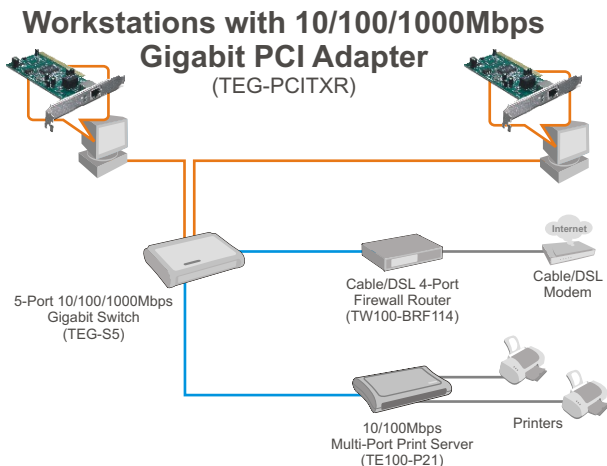 Workstations with 10/100/1000Mbps
Gigabit PCI Adapter
(TEG-PCITXR)
Internet
5-Port 10/100/1000Mbps
Gigabit Switch
(TEG-S5)
Cable/DSL 4-Port
Firewall Router
(TW100-BRF114)
Cable/DSL
Modem
10/100Mbps
Multi-Port Print Server
(TE100-P21)
Printers